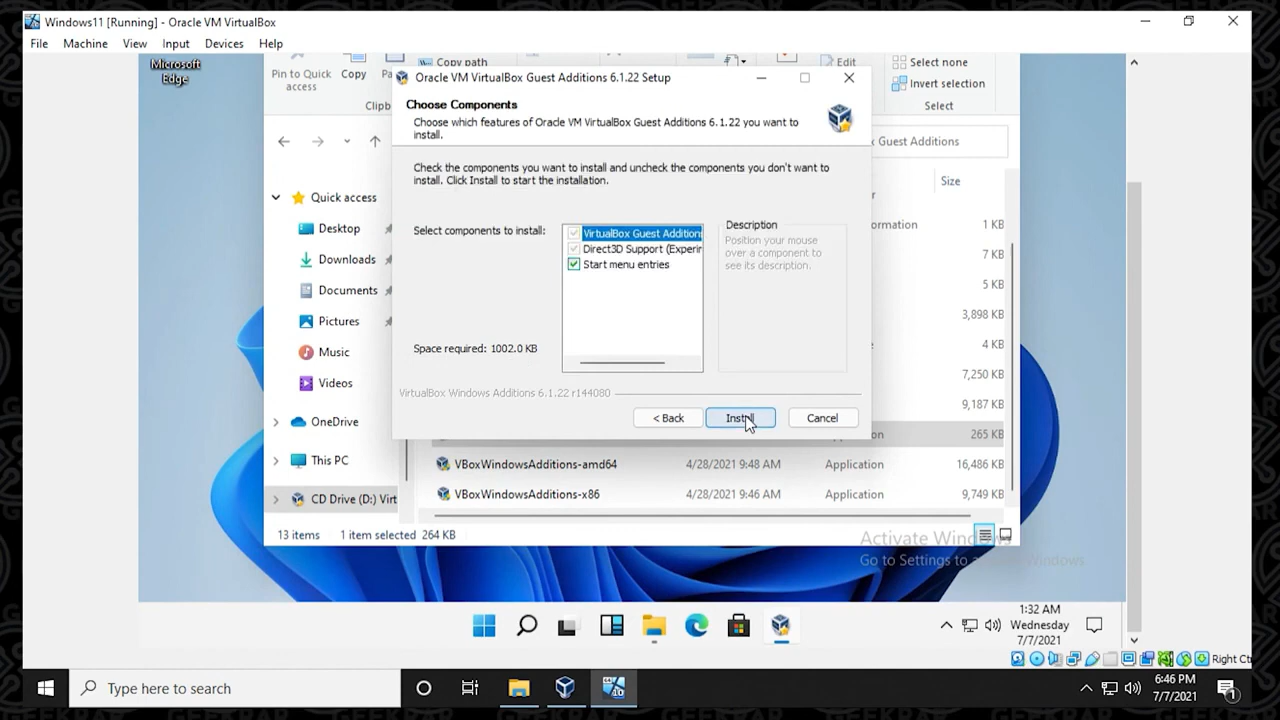 Windows11 [Running] - Oracle VM VirtualBox
File Machine View Input Devices Help
Microsoft
Edge
Pin to Quick
access
Copy
Copy path
Edit
Select none
Invert selection
Select
Oracle VM VirtualBox Guest Additions 6.1.22 Setup
Choose Components
Choose which features of Oracle VM VirtualBox Guest Additions 6.1.22 you want to
install.
Guest Additions
Check the components you want to install and uncheck the components you don't want to
install. Click Install to start the installation.
Size
Quick access
Desktop
Downloads
Documents
Pictures
Music
Videos
OneDrive
This PC
CD Drive (D:) Virt
Select components to install:
VirtualBox Guest Additions
Direct3D Support (Experin
Start menu entries
Description
Position your mouse
over a component to
see its description.
Space required: 1002.0 KB
VirtualBox Windows Additions 6.1.22 r144080
< Back Install Cancel
1 KB
7 KB
5 KB
3,898 KB
4 KB
7,250 KB
9,187 KB
265 KB
VBoxWindowsAdditions-amd64 4/28/2021 9:48 AM Application 16,486 KB
VBoxWindowsAdditions-x86 4/28/2021 9:46 AM Application 9,749 KB
13 items 1 item selected 264 KB
Activate Windows
Go to Settings to a Windows
1:32 AM
Wednesday
7/7/2021
Right Ct
Type here to search
6:46 PM
7/7/2021
1